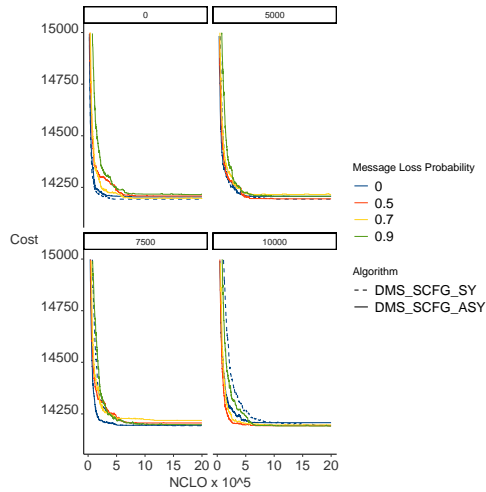 0 5000
15000
14750
14500
14250
Message Loss Probability
0
0.5
0.7
0.9
Cost
7500 10000
15000
14750
14500
14250
Algorithm
DMS_SCFG_SY
DMS_SCFG_ASY
0 5 10 15 20 0 5 10 15 20
NCLO x 10^5